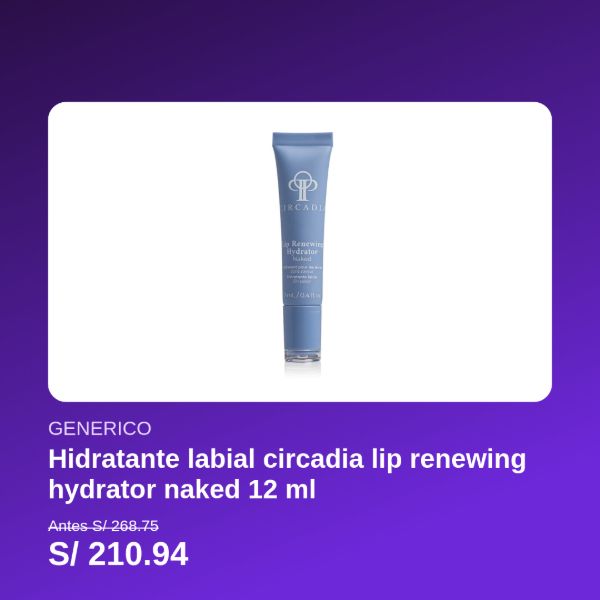 CIRCADIA
Lip Renewing
Hydrator
Naked
GENERICO
Hidratante labial circadia lip renewing
hydrator naked 12 ml
Antes S/ 268.75
S/ 210.94